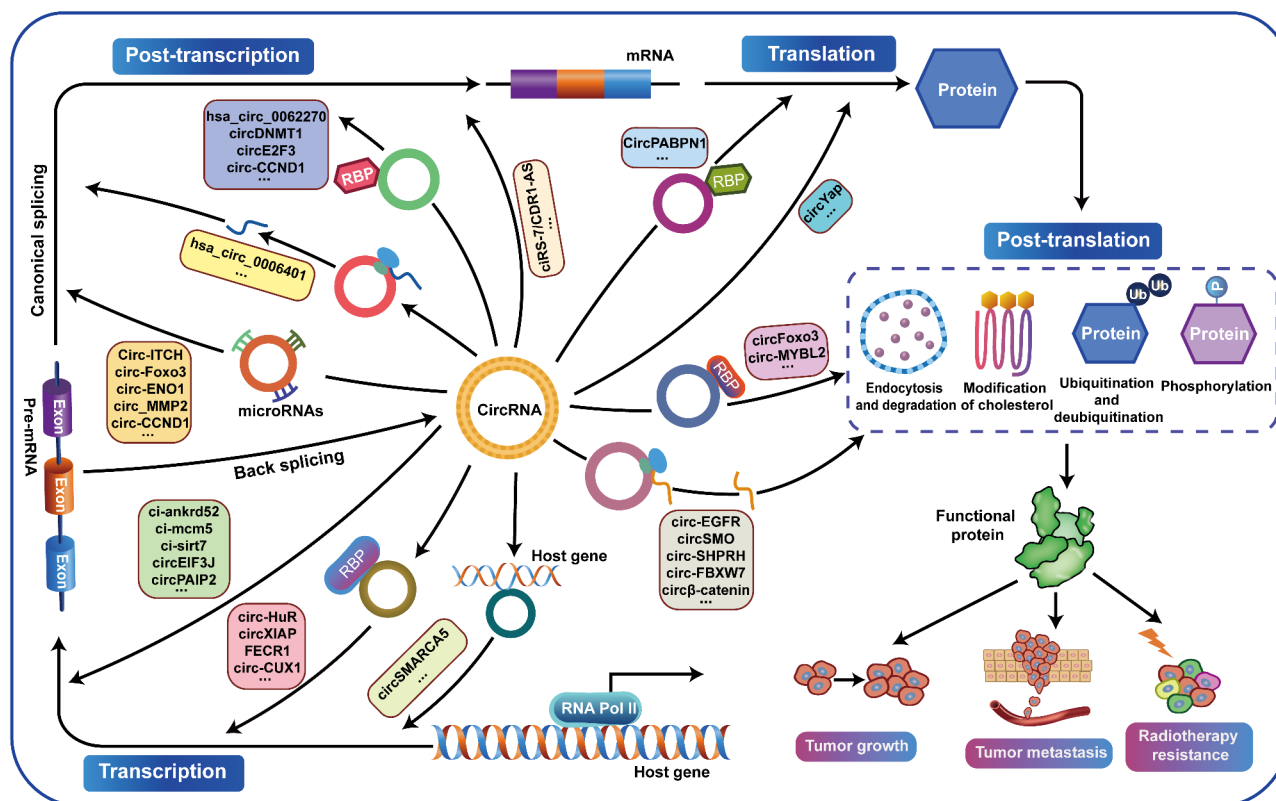 Post-transcription
mRNA
Translation
Protein
hsa_circ_0062270
circDNMT1
circE2F3
circ-CCND1
...
RBP
ciRS-7/CDR1-AS
...
CircPABPN1
...
RBP
circYap
...
Post-translation
Canonical splicing
hsa_circ_0006401
...
Ub
Ub
Protein
P
Protein
Endocytosis
and degradation
Modification
of cholesterol
Ubiquitination
and
deubiquitination
Phosphorylation
circFoxo3
circ-MYBL2
...
RBP
Circ-ITCH
circ-Foxo3
circ-ENO1
circ_MMP2
circ-CCND1
...
microRNAs
CircRNA
Pre-mRNA
Exon
Exon
Exon
Back splicing
ci-ankrd52
ci-mcm5
ci-sirt7
circEIF3J
circPAIP2
...
circ-EGFR
circSMO
circ-SHPRH
circ-FBXW7
circβ-catenin
...
Functional
protein
RBP
Host gene
circ-HuR
circXIAP
FECR1
circ-CUX1
...
circSMARCA5
...
RNA Pol II
Host gene
Transcription
Tumor growth
Tumor metastasis
Radiotherapy
resistance